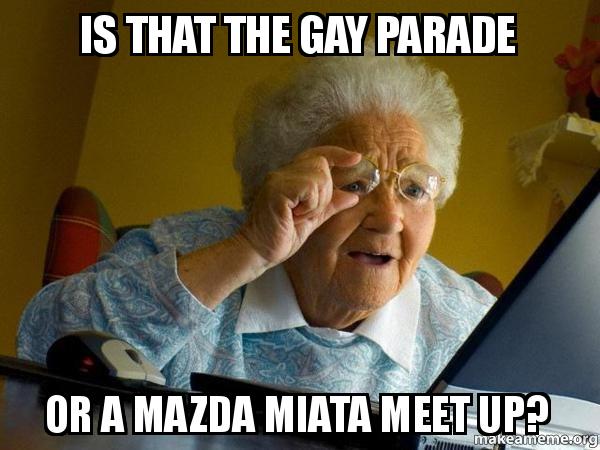 IS THAT THE GAY PARADE
OR A MAZDA MIATA MEET UP?
makeameme.org